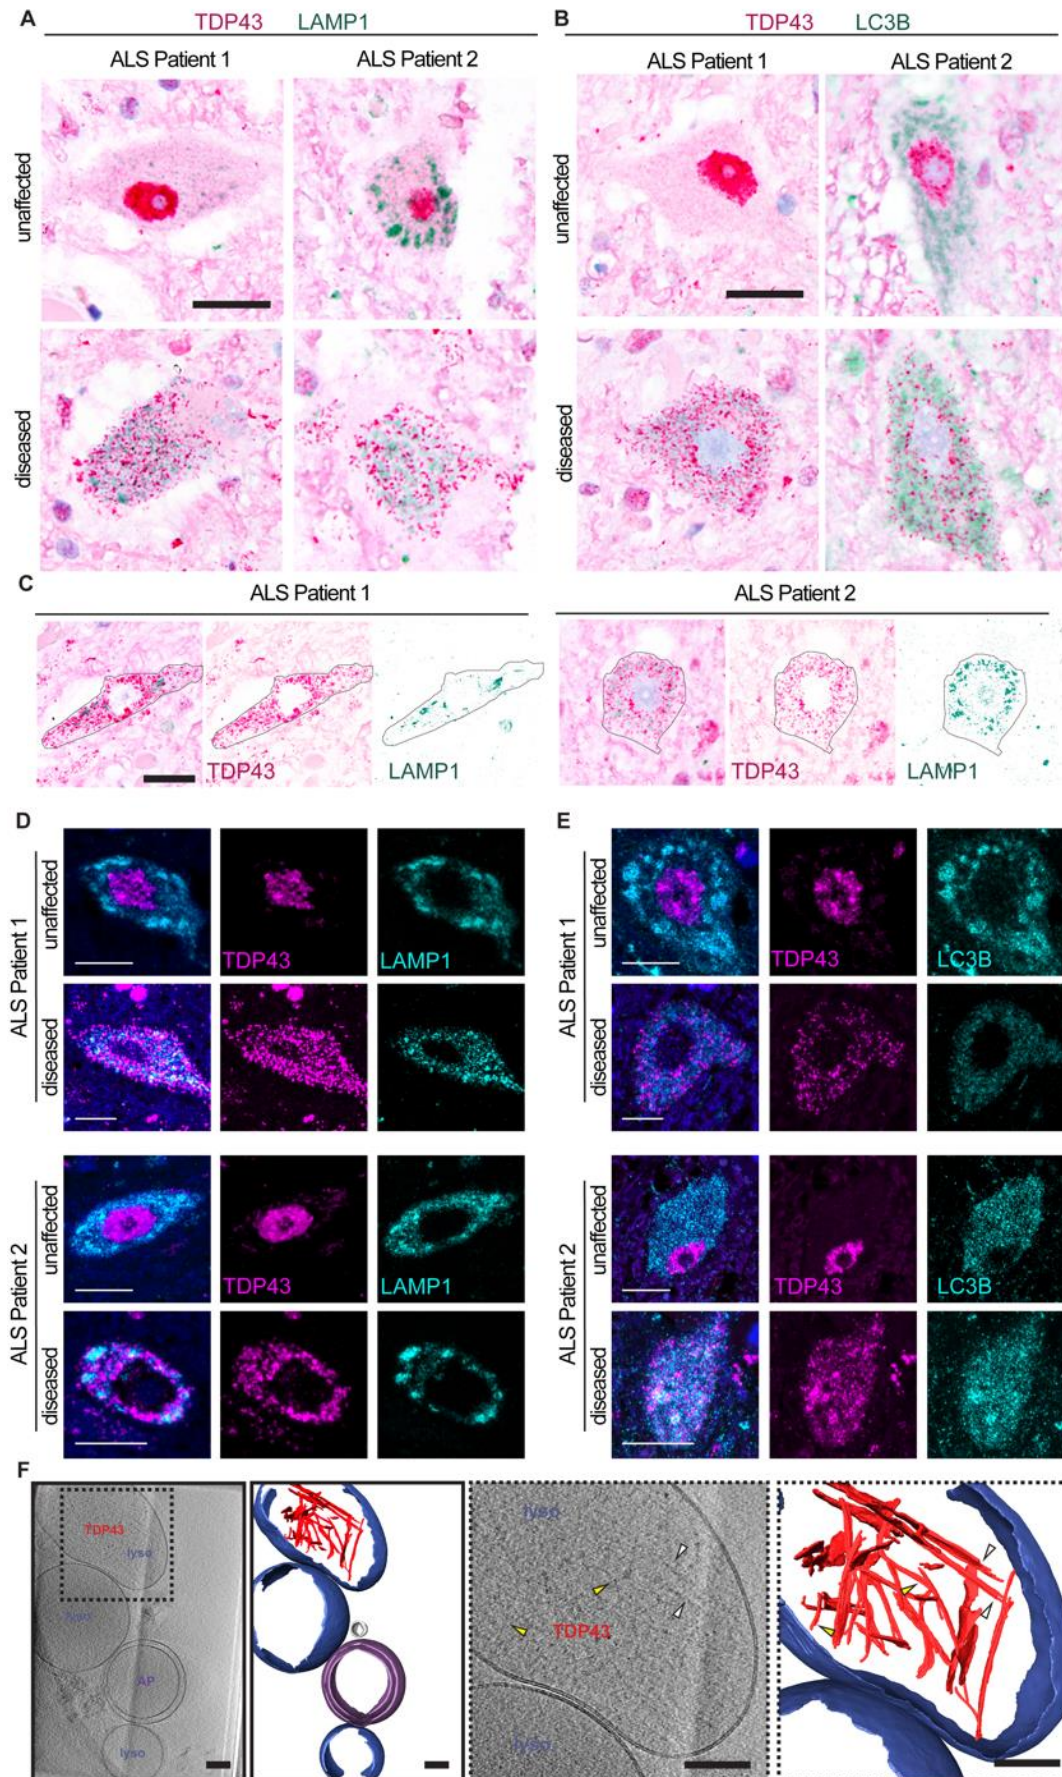 A TDP43 LAMP1
ALS Patient 1 ALS Patient 2
unaffected
diseased
B TDP43 LC3B
ALS Patient 1 ALS Patient 2
unaffected
diseased
C ALS Patient 1 ALS Patient 2
TDP43 LAMP1 TDP43 LAMP1
D
ALS Patient 1
unaffected
TDP43 LAMP1
diseased
ALS Patient 2
unaffected
TDP43 LAMP1
diseased
E
ALS Patient 1
unaffected
TDP43 LC3B
diseased
ALS Patient 2
unaffected
TDP43 LC3B
diseased
F
TDP43
lyso
lyso
AP
lyso
lyso
TDP43
lyso